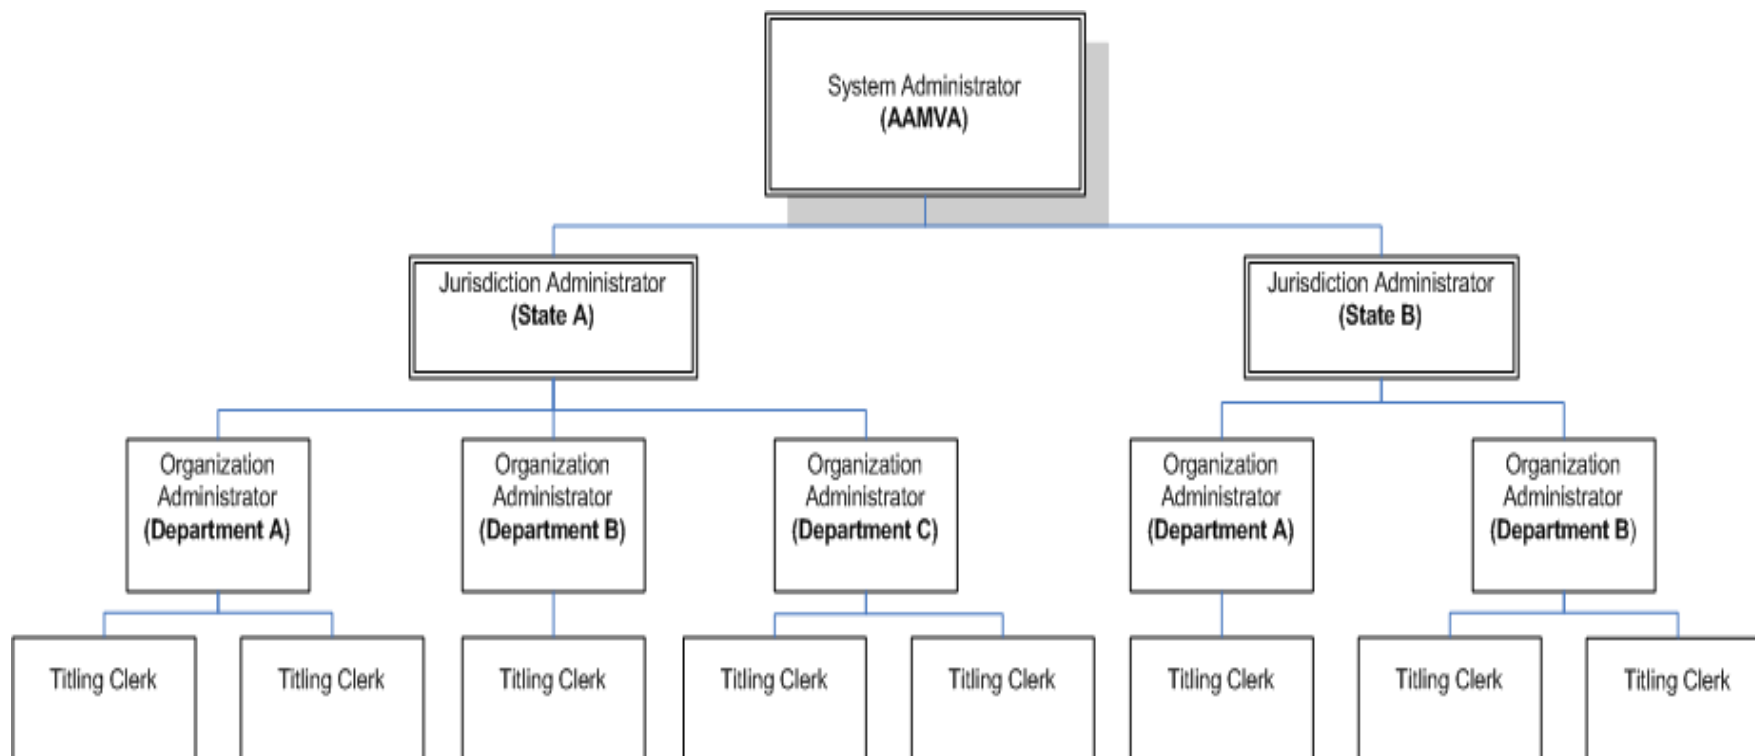 System Administrator
(AAMVA)
Jurisdiction Administrator
(State A)
Jurisdiction Administrator
(State B)
Organization
Administrator
(Department A)
Organization
Administrator
(Department B)
Organization
Administrator
(Department C)
Organization
Administrator
(Department A)
Organization
Administrator
(Department B)
Titling Clerk
Titling Clerk
Titling Clerk
Titling Clerk
Titling Clerk
Titling Clerk
Titling Clerk
Titling Clerk